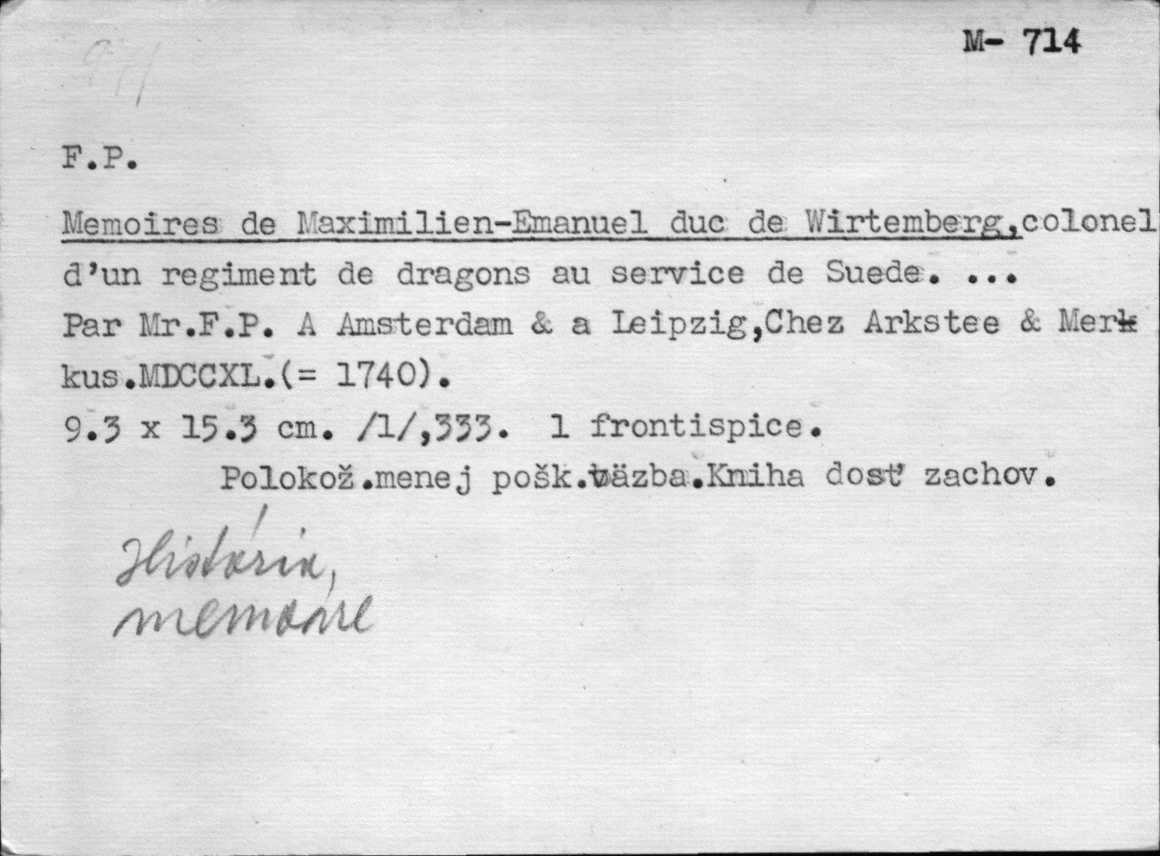 M- 714
F.P.
Memoires de Maximilien-Emanuel duc de Wirtemberg,colonel
d'un regiment de dragons au service de Suede. ...
Par Mr.F.P. A Amsterdam & a Leipzig,Chez Arkstee & Mer
kus.MDCCXL.(= 1740).
9.3 x 15.3 cm. /1/,333. 1 frontispice.
Polokož.menej pošk.väzba.Kniha dosť zachov.
História,
memoáre